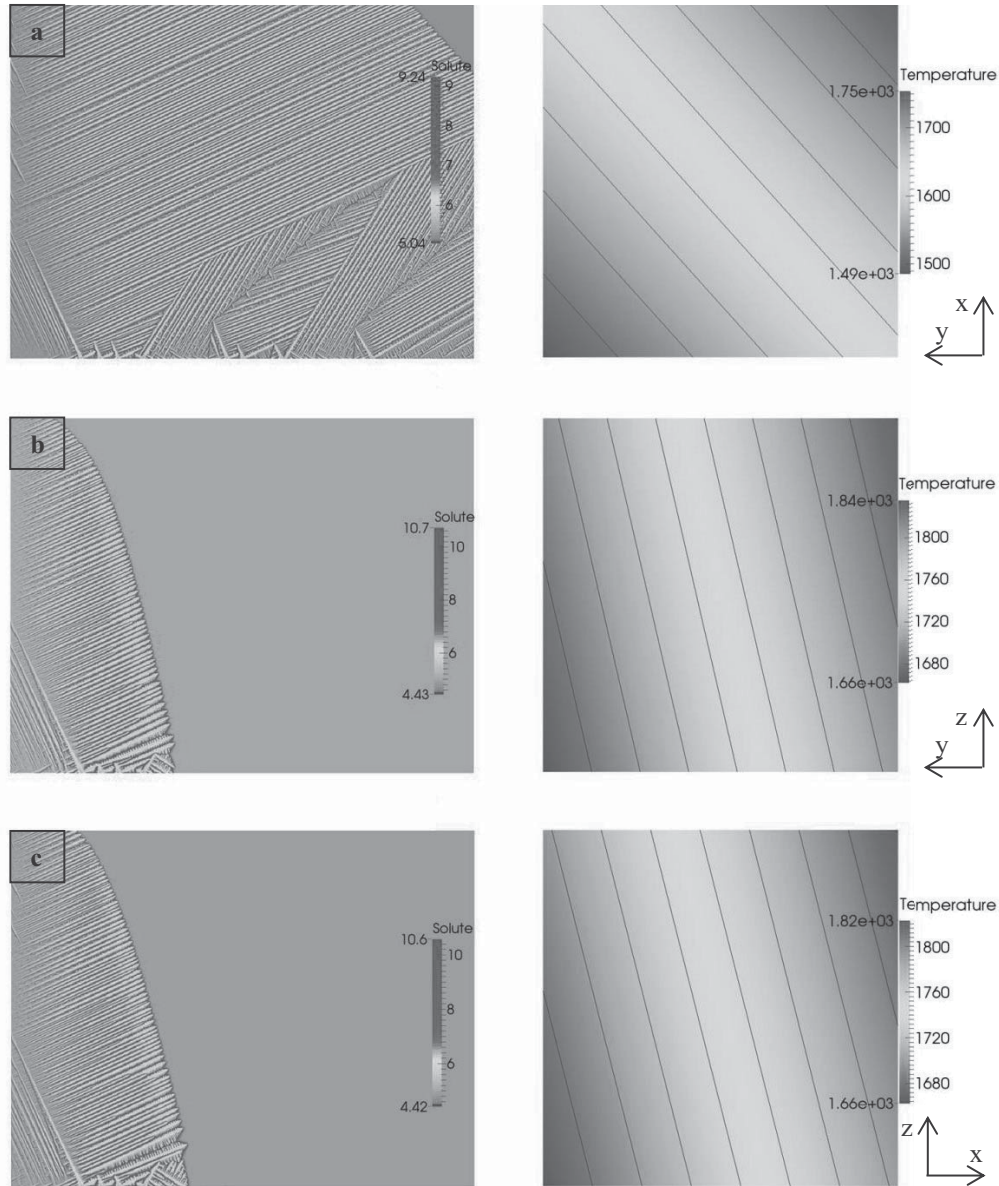 a
Solute
9.24
9
8
7
6
5.04
Temperature
1.75e+03
1700
1600
1.49e+03
1500
x
y
b
Solute
10.7
10
8
6
4.43
Temperature
1.84e+03
1800
1760
1720
1680
1.66e+03
z
y
c
Solute
10.6
10
8
6
4.42
Temperature
1.82e+03
1800
1760
1720
1680
1.66e+03
z
x